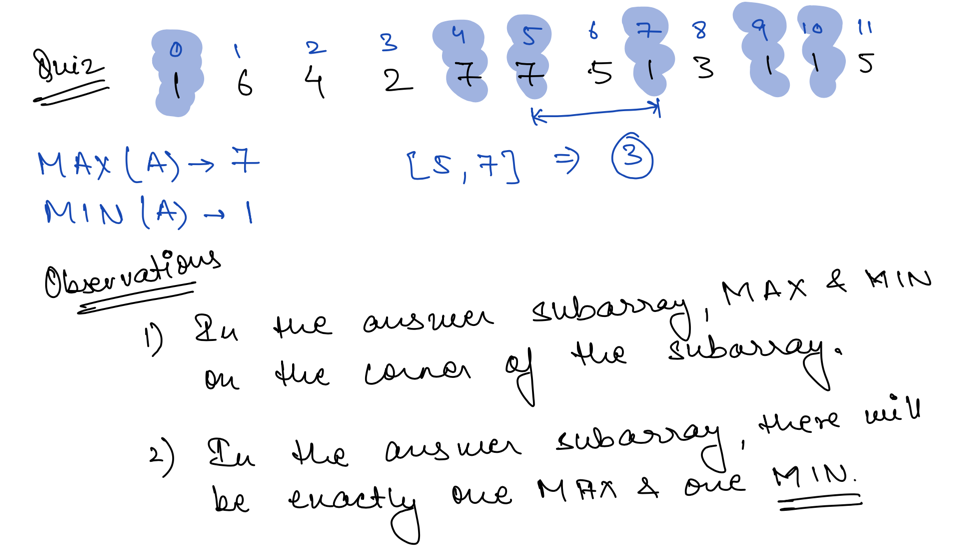 0 1 2 3 4 5 6 7 8 9 10 11
Quiz 1 6 4 2 7 7 5 1 3 1 1 5
MAX (A) → 7 [5, 7] ⇒ 3
MIN (A) → 1
Observations
1) In the answer subarray, MAX & MIN
on the corner of the subarray.
2) In the answer subarray, there will
be exactly one MAX & one MIN.